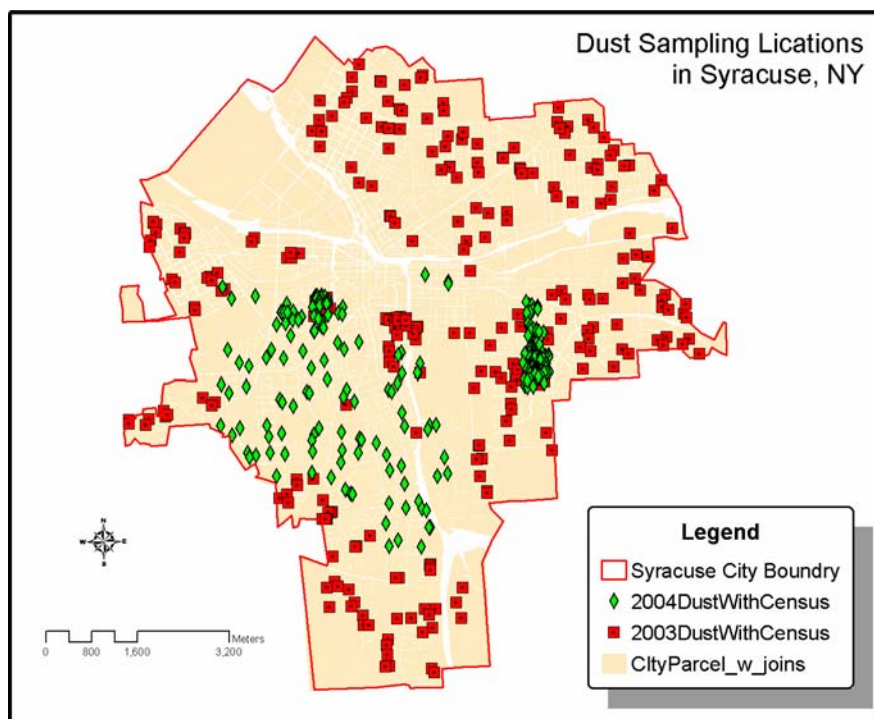 Dust Sampling Lications
in Syracuse, NY
N
W E
S
0 800 1,600 3,200
Meters
Legend
Syracuse City Boundry
2004DustWithCensus
2003DustWithCensus
CItyParcel_w_joins